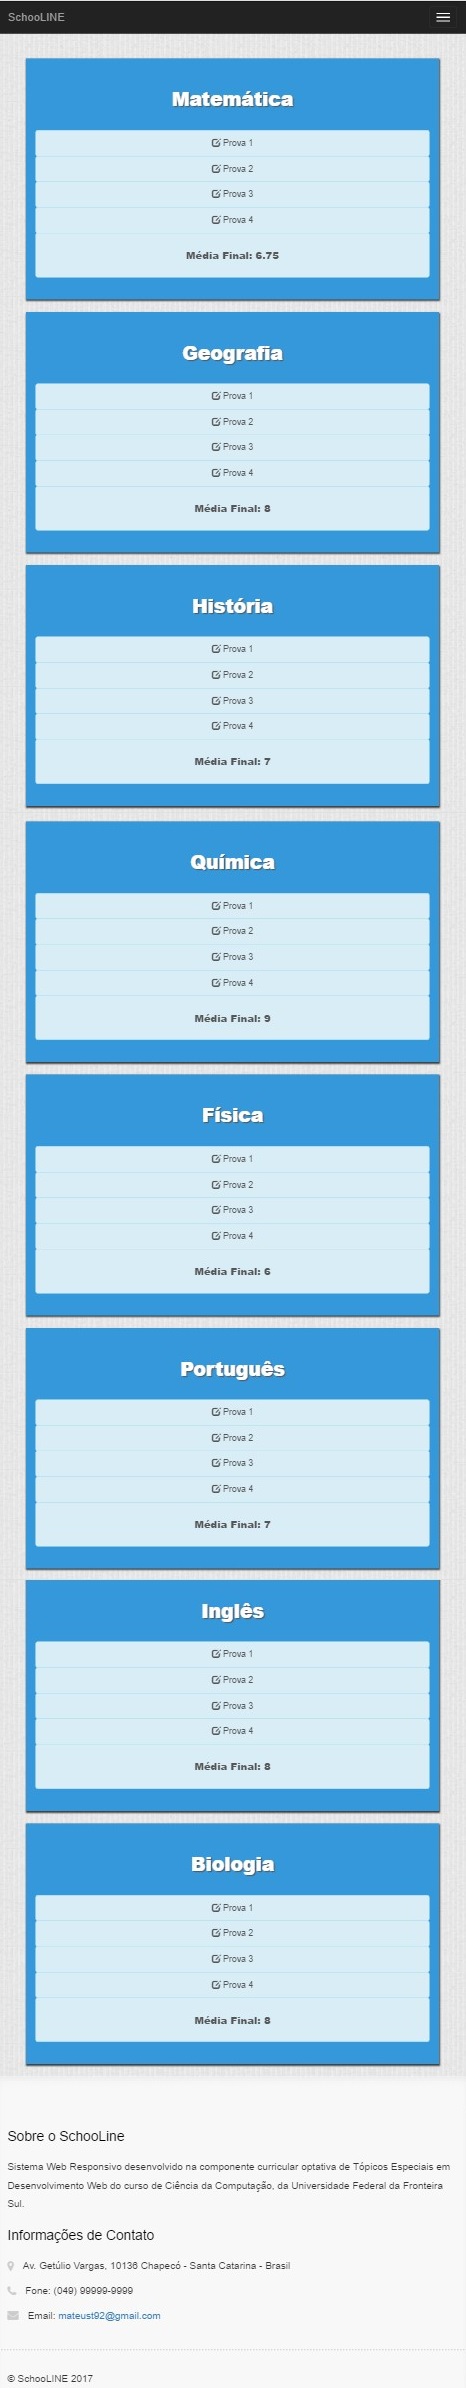 SchooLINE
Matemática
Prova 1
Prova 2
Prova 3
Prova 4
Média Final: 6.75
Geografia
Prova 1
Prova 2
Prova 3
Prova 4
Média Final: 8
História
Prova 1
Prova 2
Prova 3
Prova 4
Média Final: 7
Química
Prova 1
Prova 2
Prova 3
Prova 4
Média Final: 9
Física
Prova 1
Prova 2
Prova 3
Prova 4
Média Final: 6
Português
Prova 1
Prova 2
Prova 3
Prova 4
Média Final: 7
Inglês
Prova 1
Prova 2
Prova 3
Prova 4
Média Final: 8
Biologia
Prova 1
Prova 2
Prova 3
Prova 4
Média Final: 8
Sobre o SchooLine
Sistema Web Responsivo desenvolvido na componente curricular optativa de Tópicos Especiais em
Desenvolvimento Web do curso de Ciência da Computação, da Universidade Federal da Fronteira
Sul.
Informações de Contato
Av. Getúlio Vargas, 10136 Chapecó - Santa Catarina - Brasil
Fone: (049) 99999-9999
Email: mateust92@gmail.com
© SchooLINE 2017